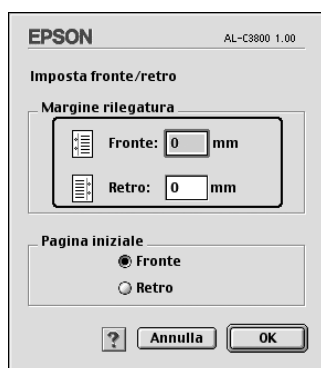 EPSON AL-C3800 1.00
Imposta fronte/retro
Margine rilegatura
Fronte: 0 mm
Retro: 0 mm
Pagina iniziale
Fronte
Retro
? Annulla OK